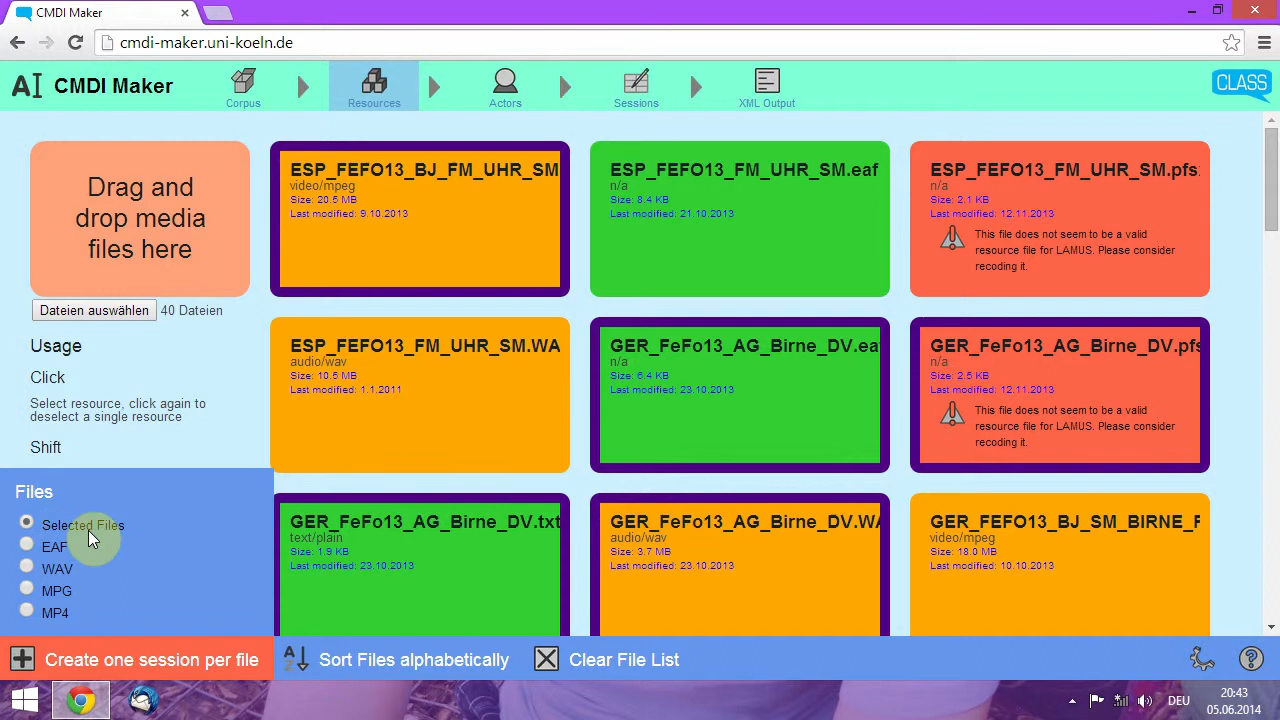 CMDI Maker
cmdi-maker.uni-koeln.de
AI CMDI Maker
Corpus
Resources
Actors
Sessions
XML Output
CLASS
Drag and
drop media
files here
Dateien auswählen 40 Dateien
Usage
Click
Select resource, click again to
deselect a single resource
Shift
ESP_FEFO13_BJ_FM_UHR_SM
video/mpeg
Size: 20.5 MB
Last modified: 9.10.2013
ESP_FEFO13_FM_UHR_SM.eaf
n/a
Size: 8.4 KB
Last modified: 21.10.2013
ESP_FEFO13_FM_UHR_SM.pfs
n/a
Size: 2.1 KB
Last modified: 12.11.2013
This file does not seem to be a valid
resource file for LAMUS. Please consider
recoding it.
ESP_FEFO13_FM_UHR_SM.WA
audio/wav
Size: 10.5 MB
Last modified: 1.1.2011
GER_FeFo13_AG_Birne_DV.eaf
n/a
Size: 6.4 KB
Last modified: 23.10.2013
GER_FeFo13_AG_Birne_DV.pfs
n/a
Size: 2.5 KB
Last modified: 12.11.2013
This file does not seem to be a valid
resource file for LAMUS. Please consider
recoding it.
GER_FeFo13_AG_Birne_DV.txt
text/plain
Size: 1.9 KB
Last modified: 23.10.2013
GER_FeFo13_AG_Birne_DV.WA
audio/wav
Size: 3.7 MB
Last modified: 23.10.2013
GER_FEFO13_BJ_SM_BIRNE_F
video/mpeg
Size: 18.0 MB
Last modified: 10.10.2013
Files
Selected Files
EAF
WAV
MPG
MP4
Create one session per file
A
Z
Sort Files alphabetically
Clear File List
?
DEU
20:43
05.06.2014